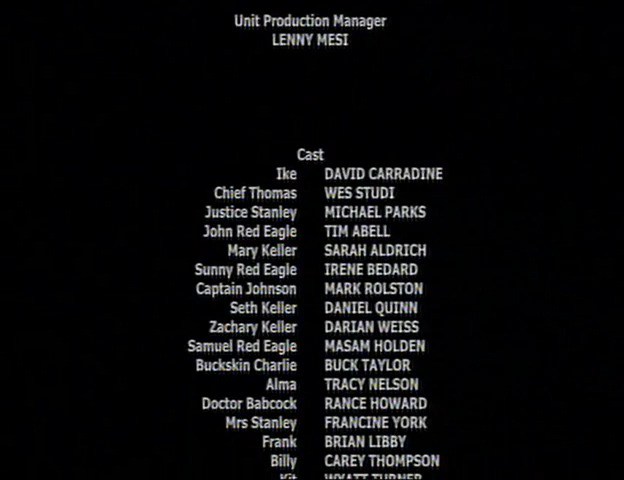 Unit Production Manager
LENNY MESI
Cast
Ike DAVID CARRADINE
Chief Thomas WES STUDI
Justice Stanley MICHAEL PARKS
John Red Eagle TIM ABELL
Mary Keller SARAH ALDRICH
Sunny Red Eagle IRENE BEDARD
Captain Johnson MARK ROLSTON
Seth Keller DANIEL QUINN
Zachary Keller DARIAN WEISS
Samuel Red Eagle MASAM HOLDEN
Buckskin Charlie BUCK TAYLOR
Alma TRACY NELSON
Doctor Babcock RANCE HOWARD
Mrs Stanley FRANCINE YORK
Frank BRIAN LIBBY
Billy CAREY THOMPSON
Kit WYATT TURNER